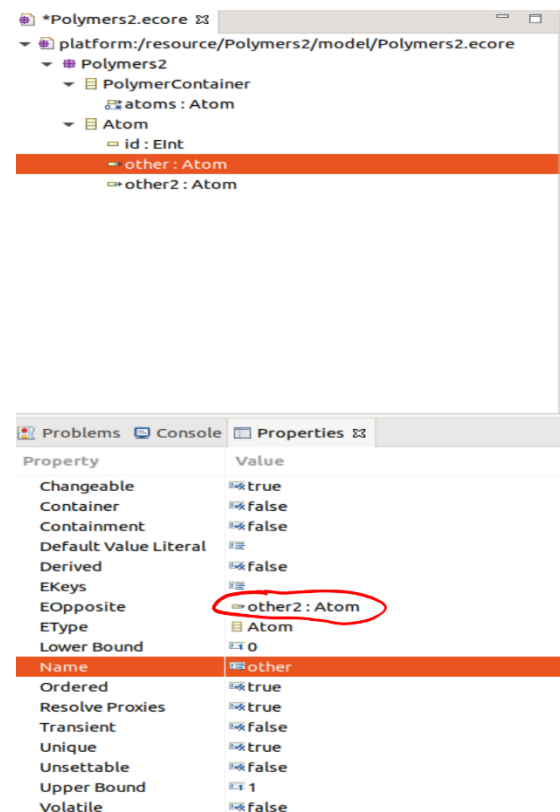 *Polymers2.ecore
platform:/resource/Polymers2/model/Polymers2.ecore
Polymers2
PolymerContainer
atoms : Atom
Atom
id : EInt
other : Atom
other2 : Atom
Problems Console Properties
Property Value
Changeable true
Container false
Containment false
Default Value Literal
Derived false
EKeys
EOpposite other2 : Atom
EType Atom
Lower Bound 0
Name other
Ordered true
Resolve Proxies true
Transient false
Unique true
Unsettable false
Upper Bound 1
Volatile false